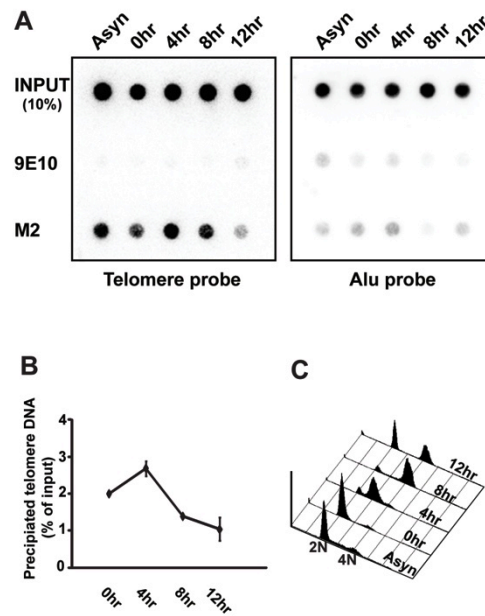 A
Asyn 0hr 4hr 8hr 12hr
Asyn 0hr 4hr 8hr 12hr
INPUT
(10%)
9E10
M2
Telomere probe
Alu probe
B
Precipiated telomere DNA
(% of input)
4
3
2
1
0
0hr 4hr 8hr 12hr
C
12hr
8hr
4hr
0hr
Asyn
2N 4N